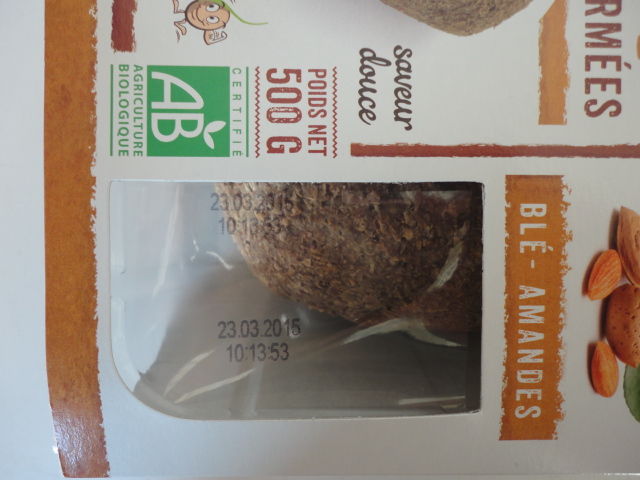 RMÉES
saveur
douce
POIDS NET
500 G
CERTIFIÉ
AB
AGRICULTURE
BIOLOGIQUE
BLÉ - AMANDES
23.03.2015
10:13:53
23.03.2015
10:13:53